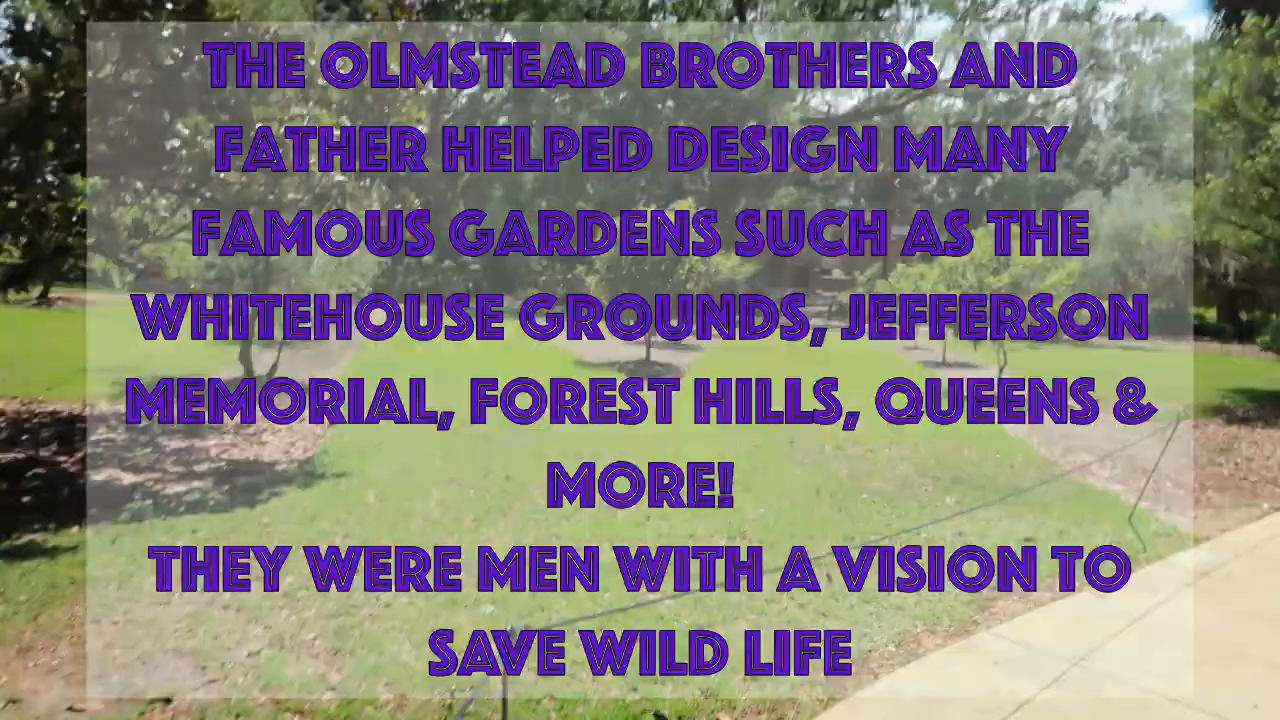 THE OLMSTEAD BROTHERS AND
FATHER HELPED DESIGN MANY
FAMOUS GARDENS SUCH AS THE
WHITEHOUSE GROUNDS, JEFFERSON
MEMORIAL, FOREST HILLS, QUEENS &
MORE!
THEY WERE MEN WITH A VISION TO
SAVE WILD LIFE